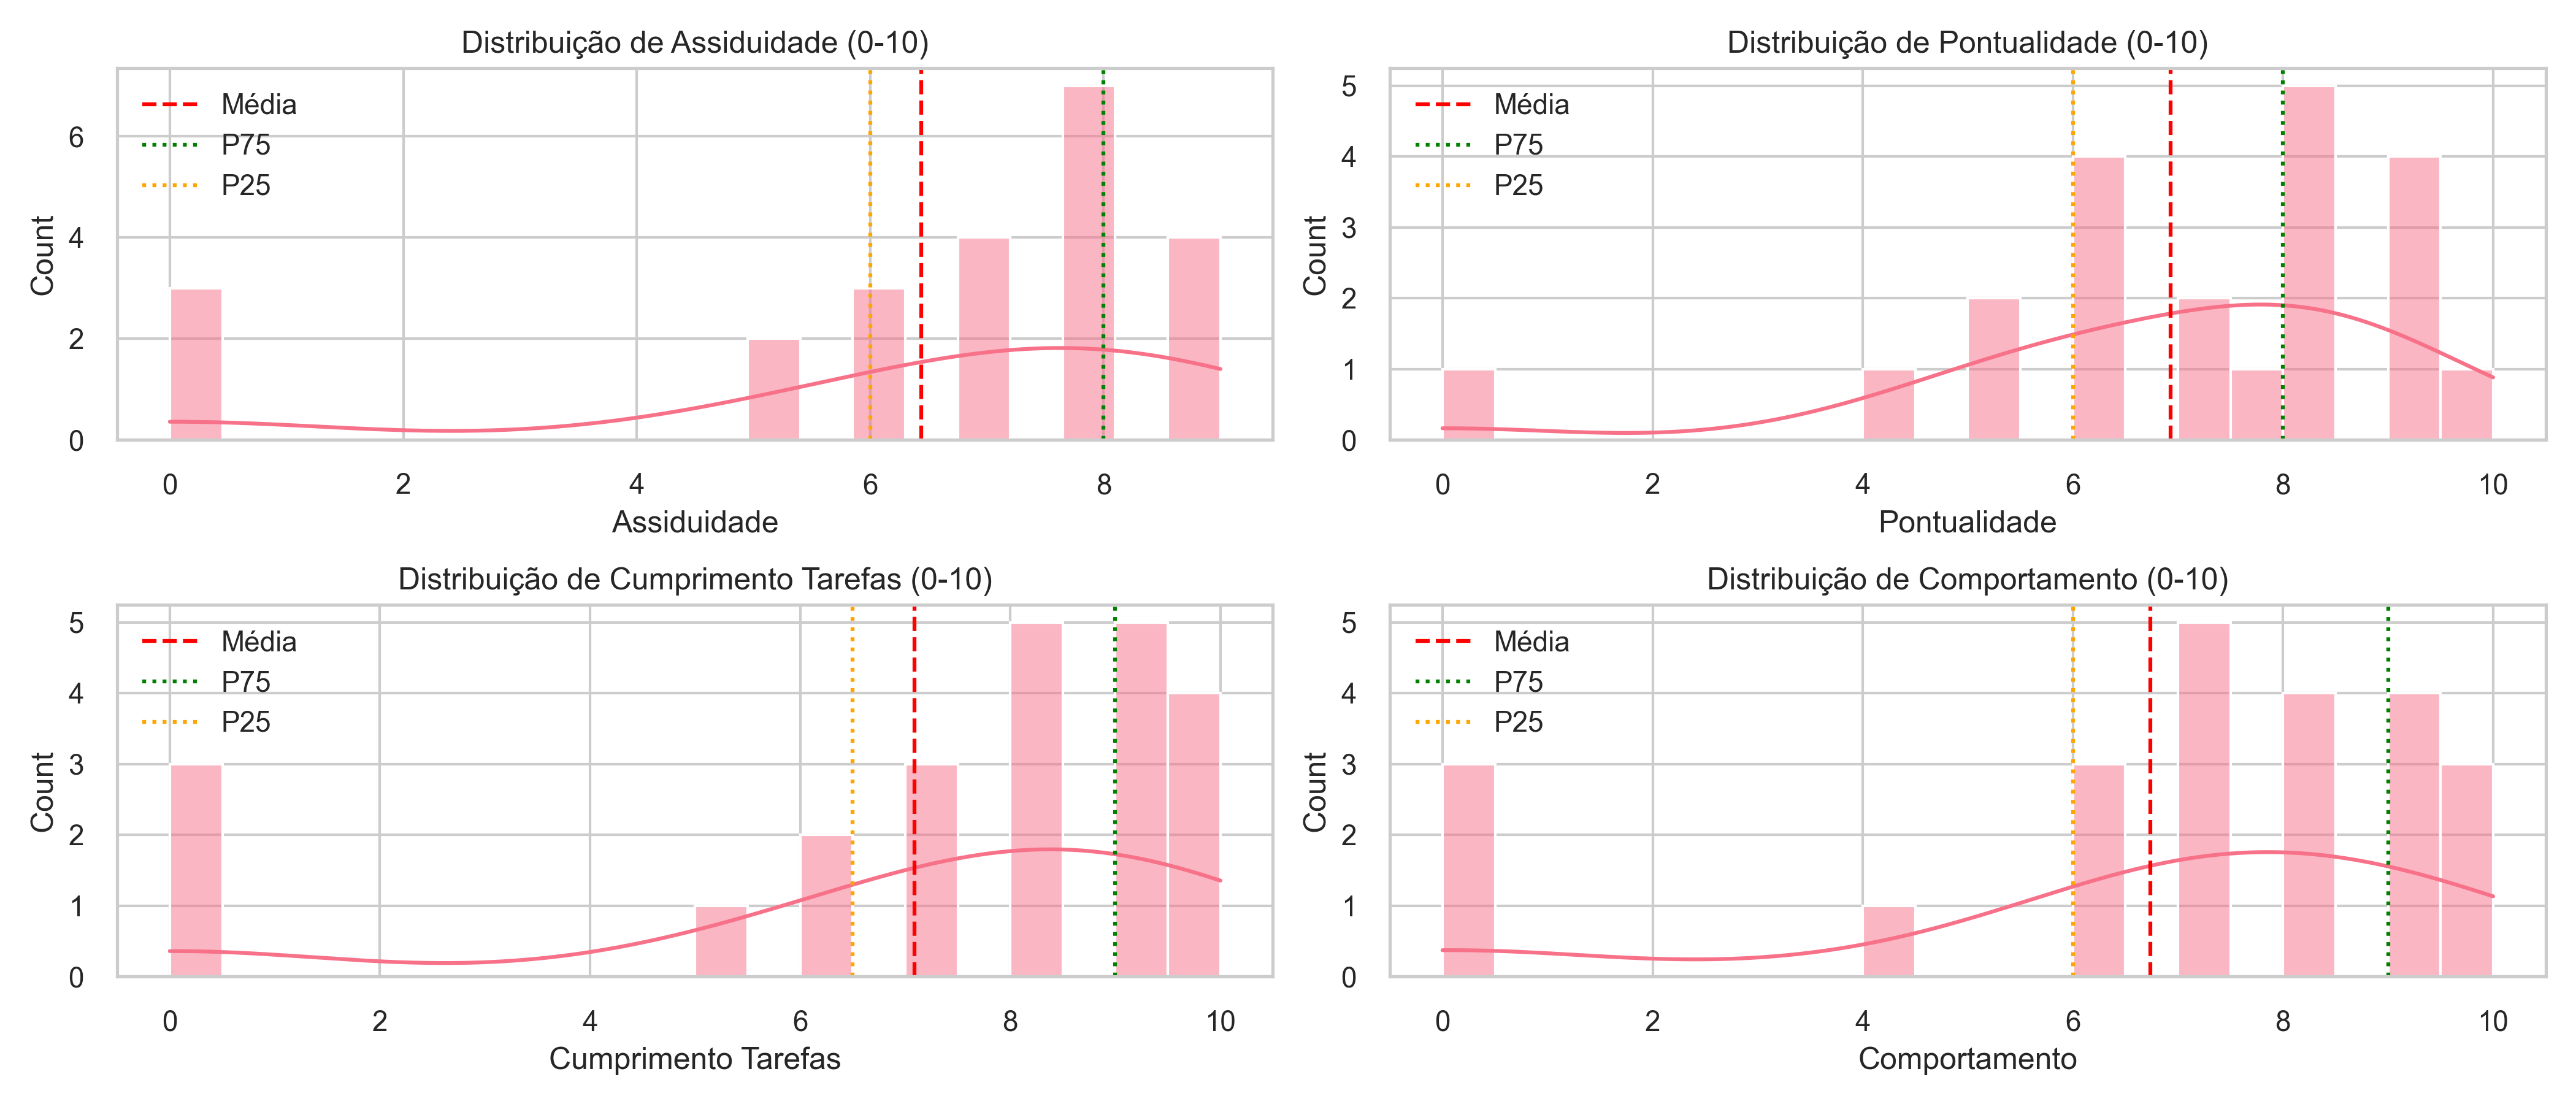 Distribuição de Assiduidade (0-10)
Média
P75
P25
6
4
2
0
Count
0 2 4 6 8
Assiduidade
Distribuição de Pontualidade (0-10)
Média
P75
P25
5
4
3
2
1
0
Count
0 2 4 6 8 10
Pontualidade
Distribuição de Cumprimento Tarefas (0-10)
Média
P75
P25
5
4
3
2
1
0
Count
0 2 4 6 8 10
Cumprimento Tarefas
Distribuição de Comportamento (0-10)
Média
P75
P25
5
4
3
2
1
0
Count
0 2 4 6 8 10
Comportamento